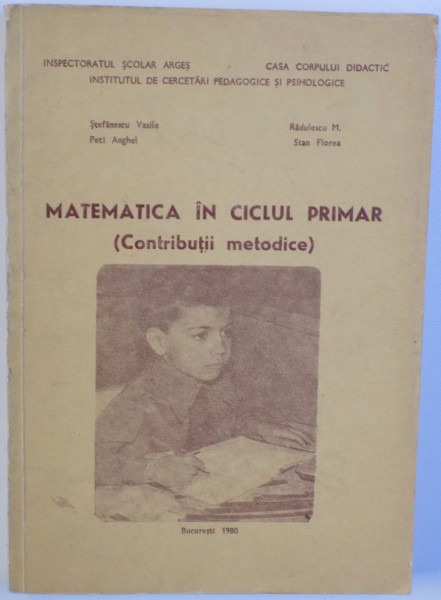 INSPECTORATUL ŞCOLAR ARGEŞ CASA CORPULUI DIDACTIC
INSTITUTUL DE CERCETĂRI PEDAGOGICE ŞI PSIHOLOGICE
Ştefănescu Vasile Rădulescu M.
Peti Anghel Stan Florea
MATEMATICA ÎN CICLUL PRIMAR
(Contribuţii metodice)
Bucureşti 1980